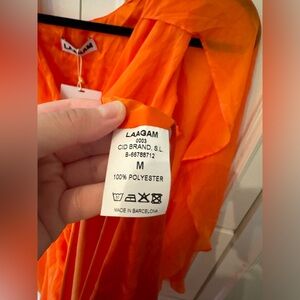 LAAGAM
LAAGAM
0003
CID BRAND, S.L.
B-66788712
M
100% POLYESTER
MADE IN BARCELONA